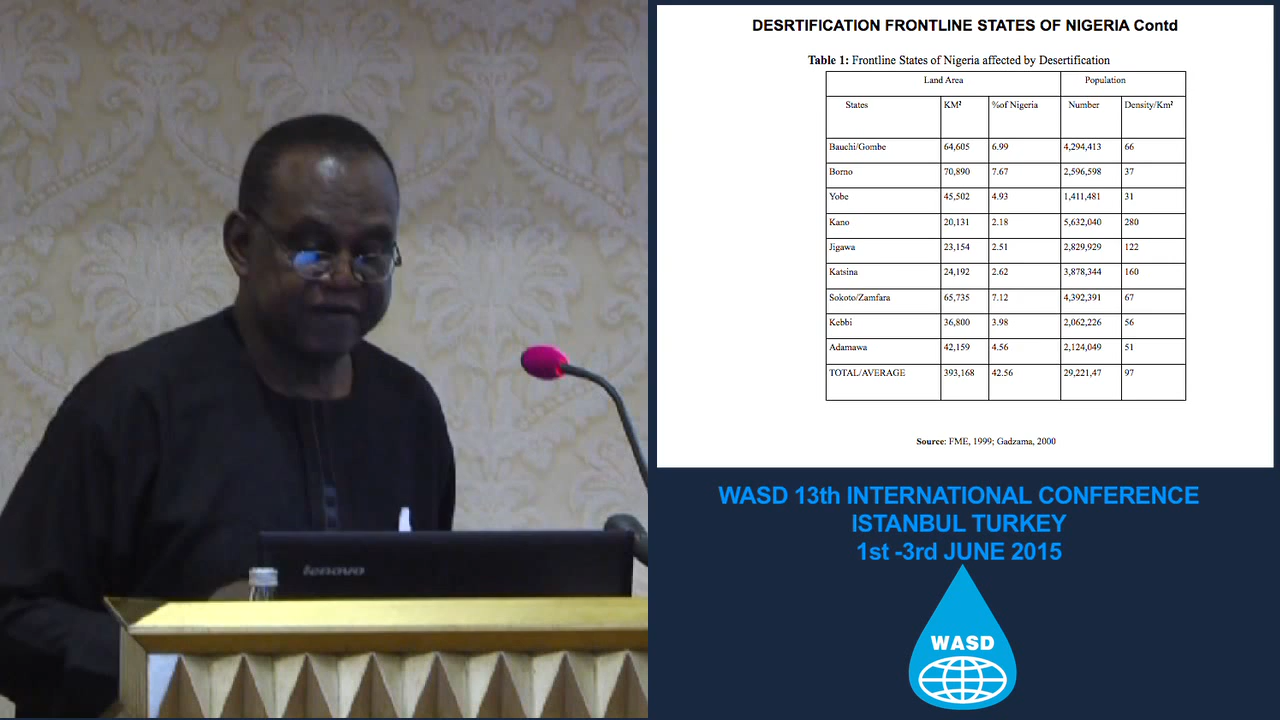 DESRTIFICATION FRONTLINE STATES OF NIGERIA Contd
Table 1: Frontline States of Nigeria affected by Desertification
Land Area Population
States KM² %of Nigeria Number Density/Km²
Bauchi/Gombe 64,605 6.99 4,294,413 66
Borno 70,890 7.67 2,596,598 37
Yobe 45,502 4.93 1,411,481 31
Kano 20,131 2.18 5,632,040 280
Jigawa 23,154 2.51 2,829,929 122
Katsina 24,192 2.62 3,878,344 160
Sokoto/Zamfara 65,735 7.12 4,392,391 67
Kebbi 36,800 3.98 2,062,226 56
Adamawa 42,159 4.56 2,124,049 51
TOTAL/AVERAGE 393,168 42.56 29,221,47 97
Source: FME, 1999; Gadzama, 2000
WASD 13th INTERNATIONAL CONFERENCE
ISTANBUL TURKEY
1st -3rd JUNE 2015
WASD
lenovo